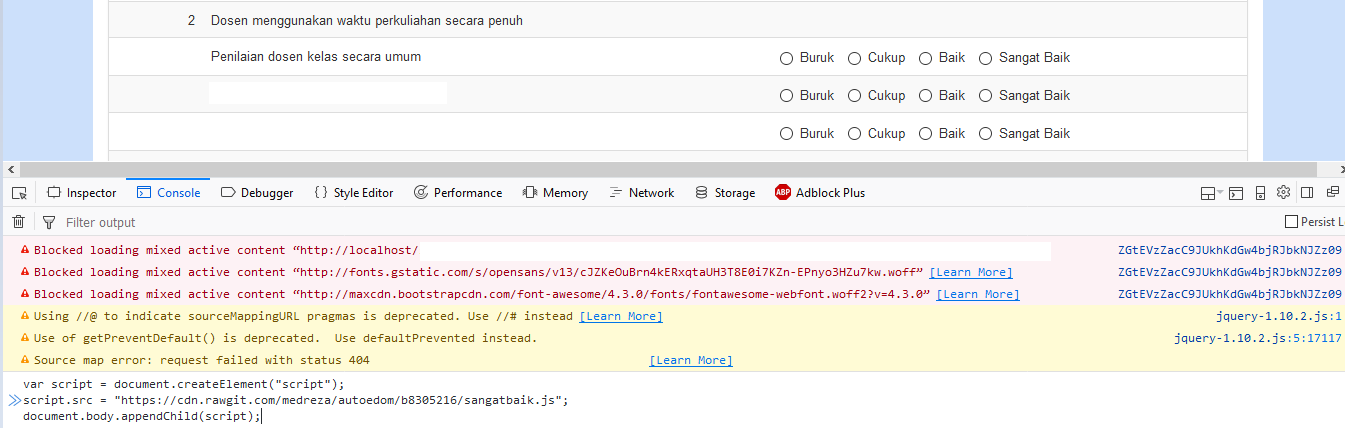 2 Dosen menggunakan waktu perkuliahan secara penuh
Penilaian dosen kelas secara umum Buruk Cukup Baik Sangat Baik
Buruk Cukup Baik Sangat Baik
Buruk Cukup Baik Sangat Baik
Inspector Console Debugger {} Style Editor Performance Memory Network Storage ABP Adblock Plus
Filter output Persist L
Blocked loading mixed active content “http://localhost/ ZGtEVzZacC9JUkhKdGw4bjRJbkNJZz09
Blocked loading mixed active content “http://fonts.gstatic.com/s/opensans/v13/cJZKeOuBrn4kERxqtaUH3T8E0i7KZn-EPnyo3HZu7kw.woff” [Learn More] ZGtEVzZacC9JUkhKdGw4bjRJbkNJZz09
Blocked loading mixed active content “http://maxcdn.bootstrapcdn.com/font-awesome/4.3.0/fonts/fontawesome-webfont.woff2?v=4.3.0” [Learn More] ZGtEVzZacC9JUkhKdGw4bjRJbkNJZz09
Using //@ to indicate sourceMappingURL pragmas is deprecated. Use //# instead [Learn More] jquery-1.10.2.js:1
Use of getPreventDefault() is deprecated. Use defaultPrevented instead. jquery-1.10.2.js:5:17117
Source map error: request failed with status 404 [Learn More]
var script = document.createElement("script");
script.src = "https://cdn.rawgit.com/medreza/autoedom/b8305216/sangatbaik.js";
document.body.appendChild(script);